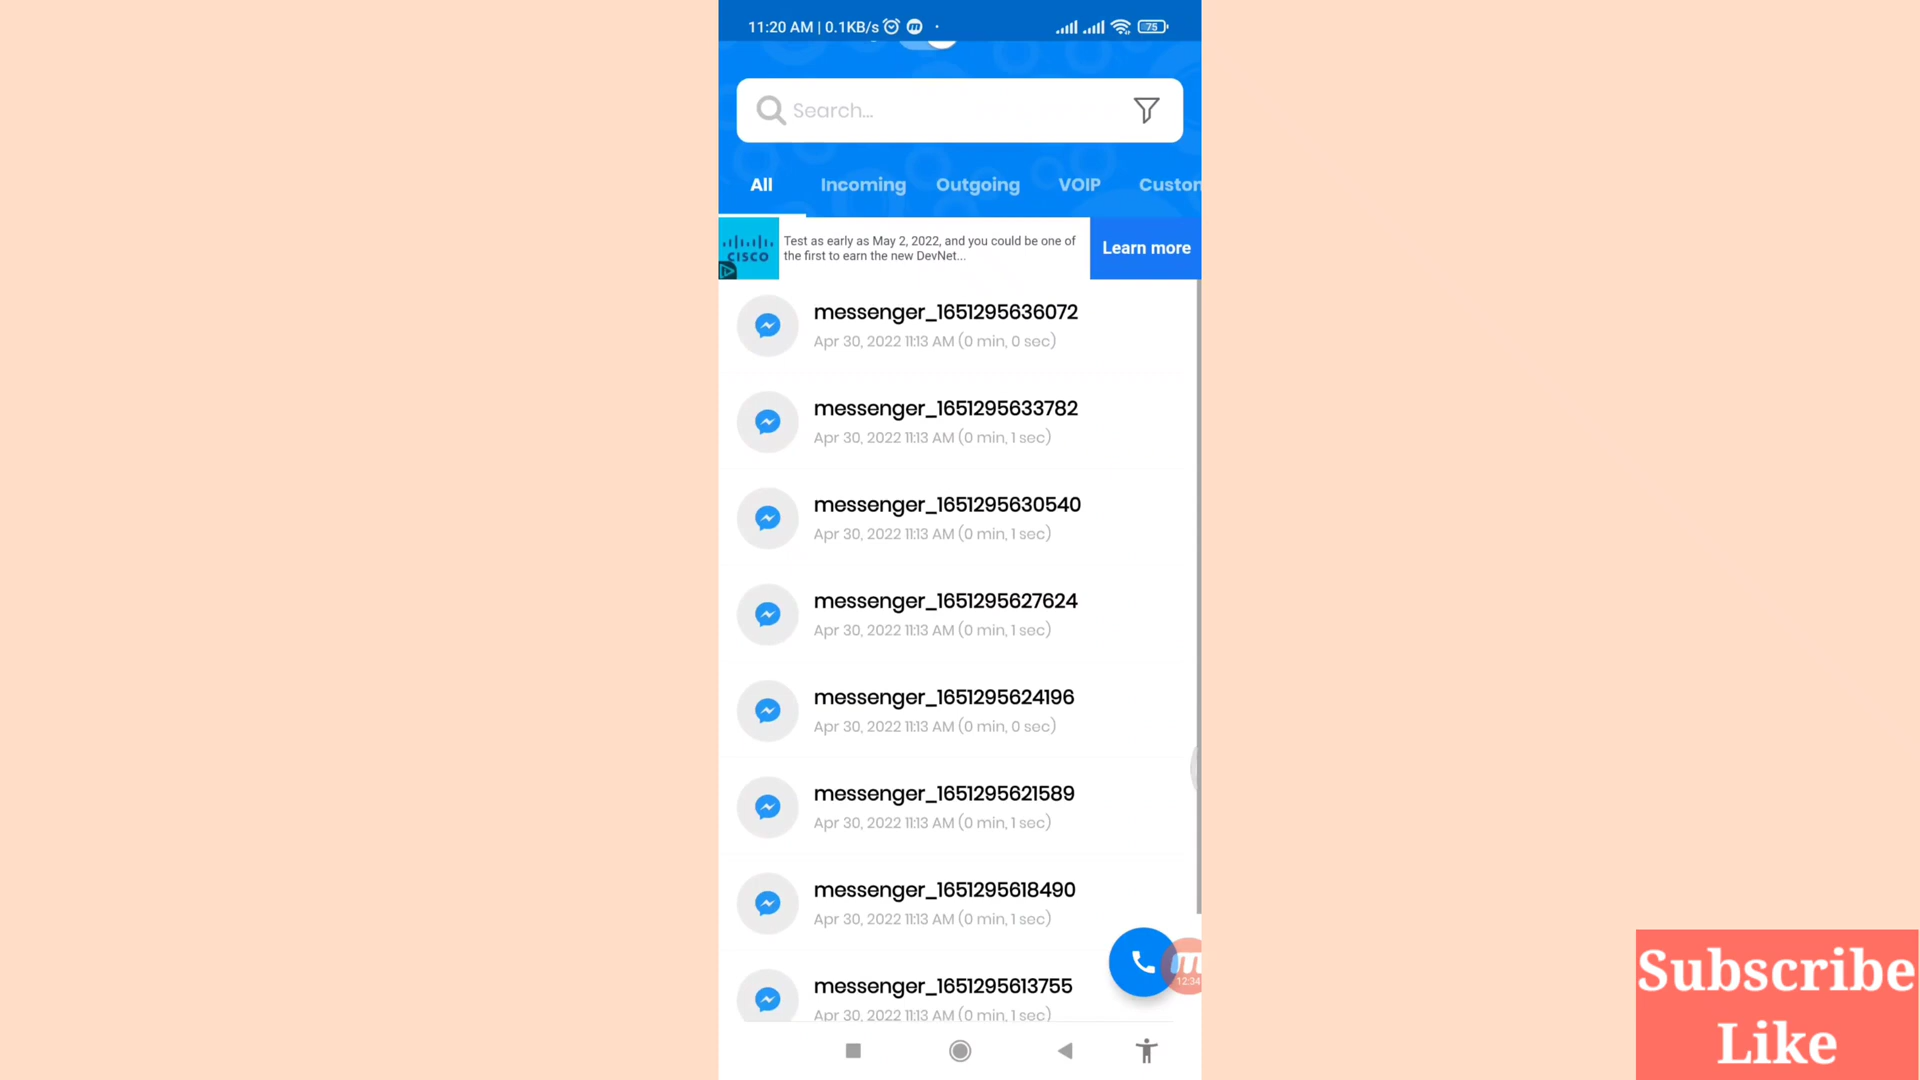 11:20 AM | 0.1KB/s
75
Search...
All Incoming Outgoing VOIP Custom
Test as early as May 2, 2022, and you could be one of
the first to earn the new DevNet...
CISCO
Learn more
messenger_1651295636072
Apr 30, 2022 11:13 AM (0 min, 0 sec)
messenger_1651295633782
Apr 30, 2022 11:13 AM (0 min, 1 sec)
messenger_1651295630540
Apr 30, 2022 11:13 AM (0 min, 1 sec)
messenger_1651295627624
Apr 30, 2022 11:13 AM (0 min, 1 sec)
messenger_1651295624196
Apr 30, 2022 11:13 AM (0 min, 0 sec)
messenger_1651295621589
Apr 30, 2022 11:13 AM (0 min, 1 sec)
messenger_1651295618490
Apr 30, 2022 11:13 AM (0 min, 1 sec)
messenger_1651295613755
Apr 30, 2022 11:13 AM (0 min, 1 sec)
12:34
Subscribe
Like